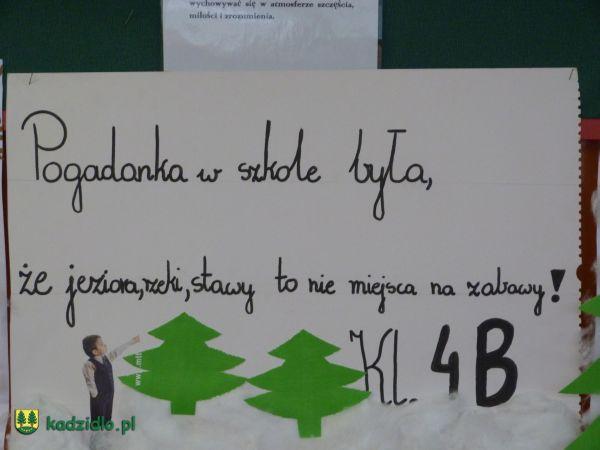 wychowywać się w atmosferze szczęścia,
miłości i zrozumienia.
Pogadanka w szkole była,
że jeziora, rzeki, stawy to nie miejsca na zabawy!
Kl. 4B
kadzidlo.pl